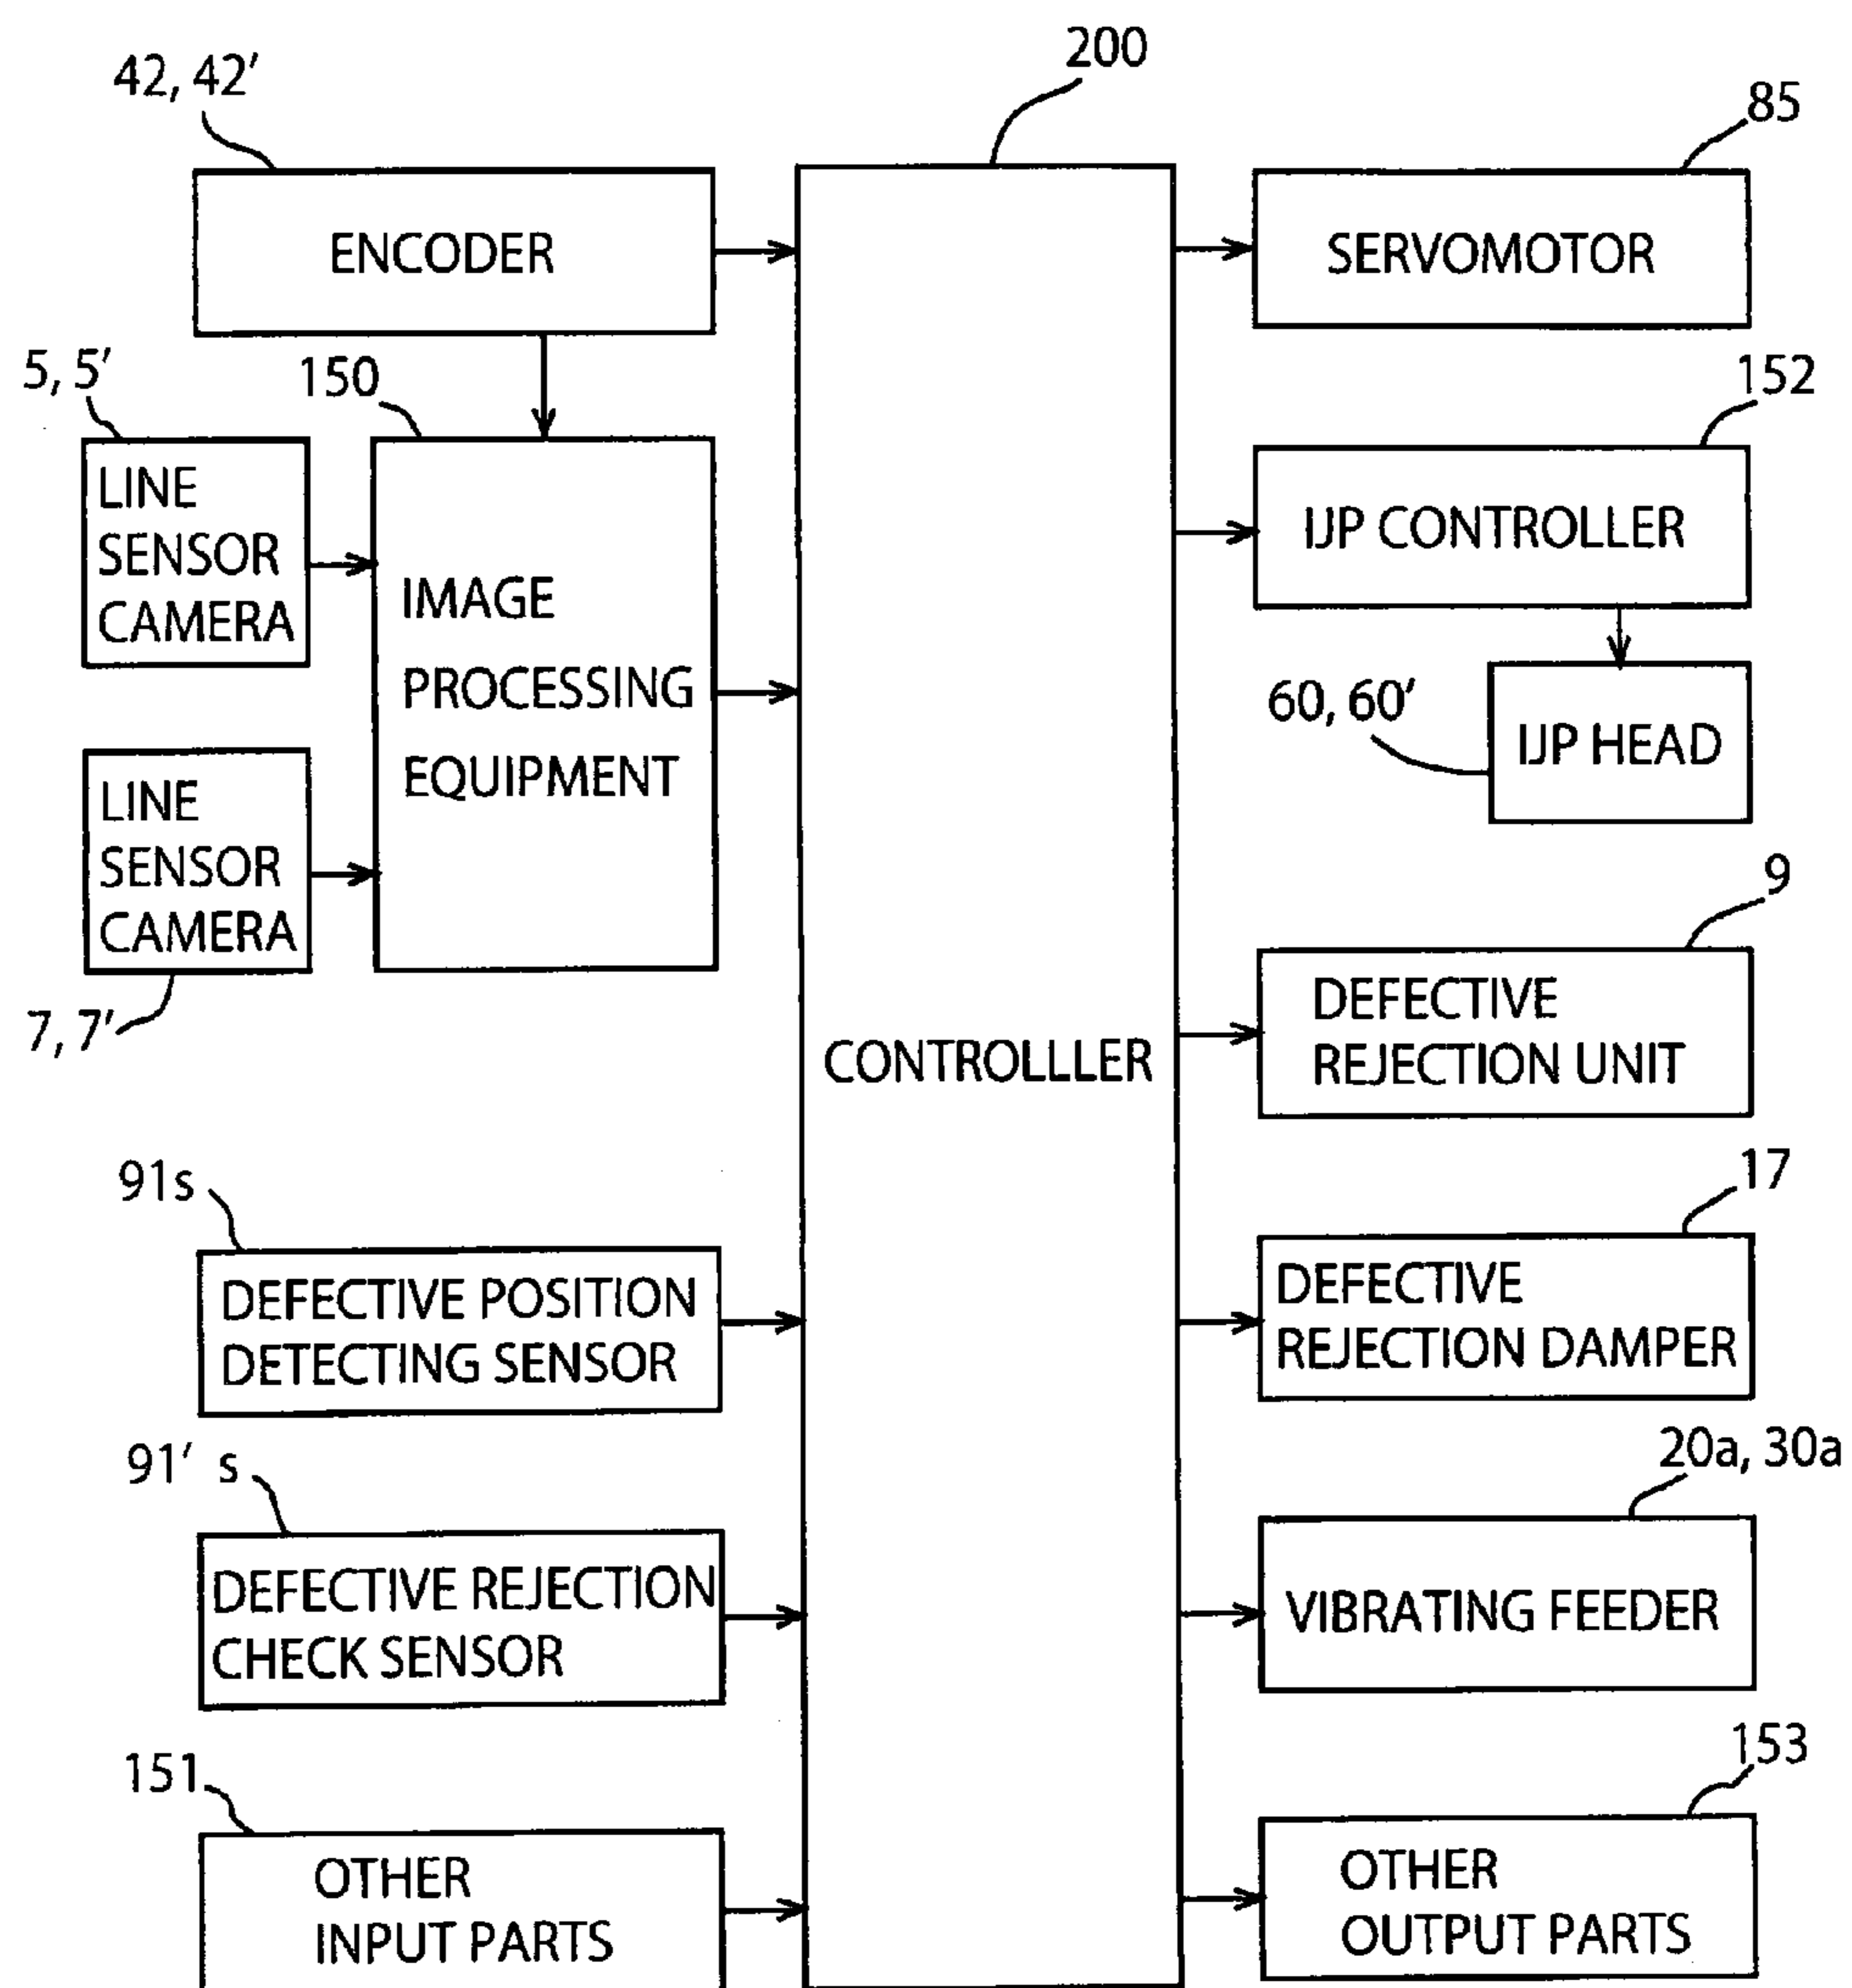 200
42, 42'
85
ENCODER
SERVOMOTOR
5, 5'
150
152
LINE
SENSOR
CAMERA
IMAGE
PROCESSING
EQUIPMENT
IJP CONTROLLER
60, 60'
IJP HEAD
LINE
SENSOR
CAMERA
7, 7'
9
DEFECTIVE
REJECTION UNIT
CONTROLLLER
91s
17
DEFECTIVE POSITION
DETECTING SENSOR
DEFECTIVE
REJECTION DAMPER
91' s
20a, 30a
DEFECTIVE REJECTION
CHECK SENSOR
VIBRATING FEEDER
151
153
OTHER
INPUT PARTS
OTHER
OUTPUT PARTS